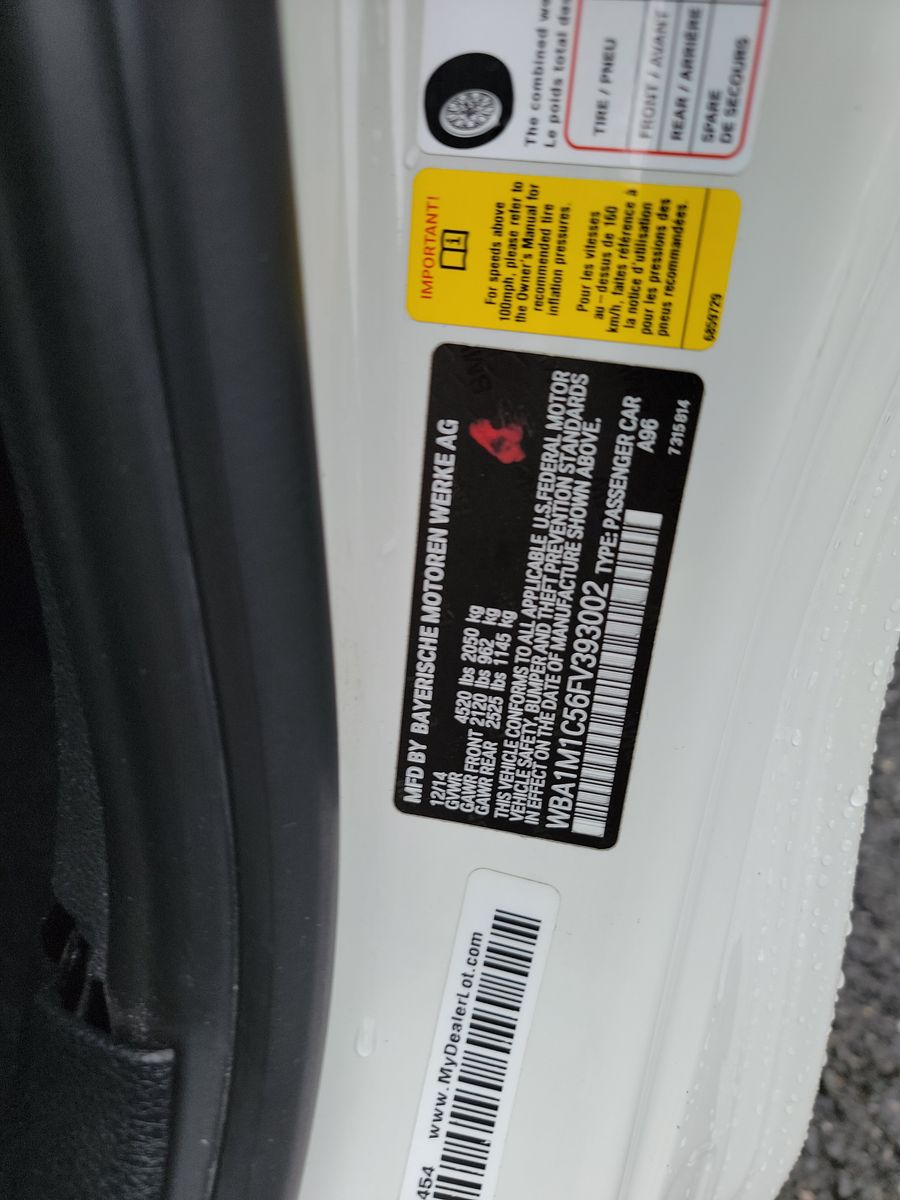 The combined we
Le poids total des
TIRE / PNEU
FRONT / AVANT
REAR / ARRIÈRE
SPARE
DE SECOURS
IMPORTANT!
For speeds above
100mph, please refer to
the Owner's Manual for
recommended tire
inflation pressures.
Pour les vitesses
au-dessus de 160
km/h, faites référence à
la notice d'utilisation
pour les pressions des
pneus recommandées.
6859729
MFD BY BAYERISCHE MOTOREN WERKE AG
12/14
GVWR 4520 lbs 2050 kg
GAWR FRONT 2120 lbs 962 kg
GAWR REAR 2525 lbs 1145 kg
THIS VEHICLE CONFORMS TO ALL APPLICABLE U.S.FEDERAL MOTOR
VEHICLE SAFETY, BUMPER AND THEFT PREVENTION STANDARDS
IN EFFECT ON THE DATE OF MANUFACTURE SHOWN ABOVE.
WBA1M1C56FV393002 TYPE: PASSENGER CAR
A96
7315814
454 www.MyDealerLot.com